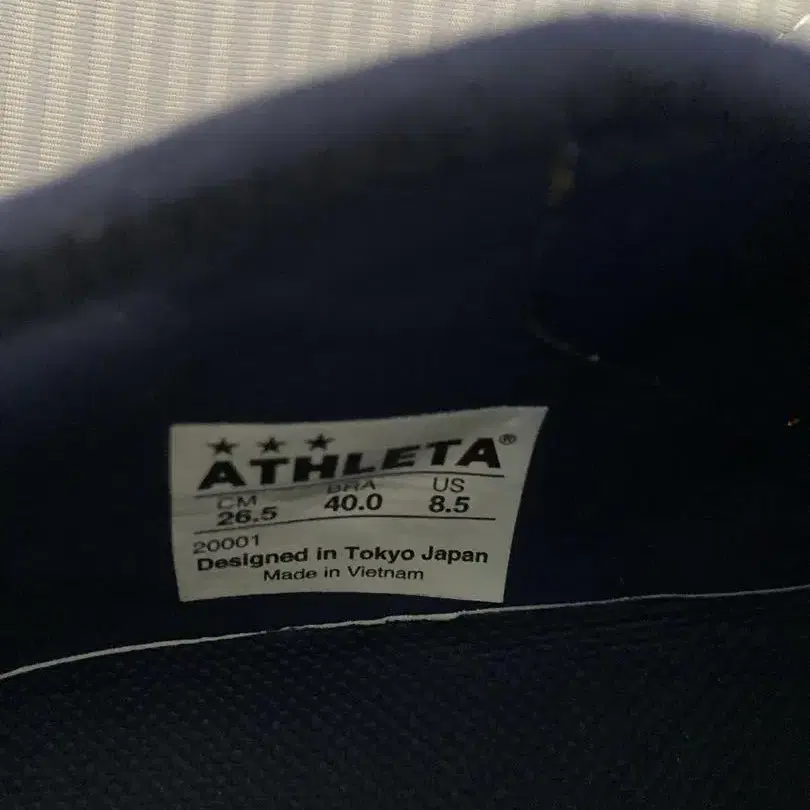 ATHLETA®
CM BRA US
26.5 40.0 8.5
20001
Designed in Tokyo Japan
Made in Vietnam